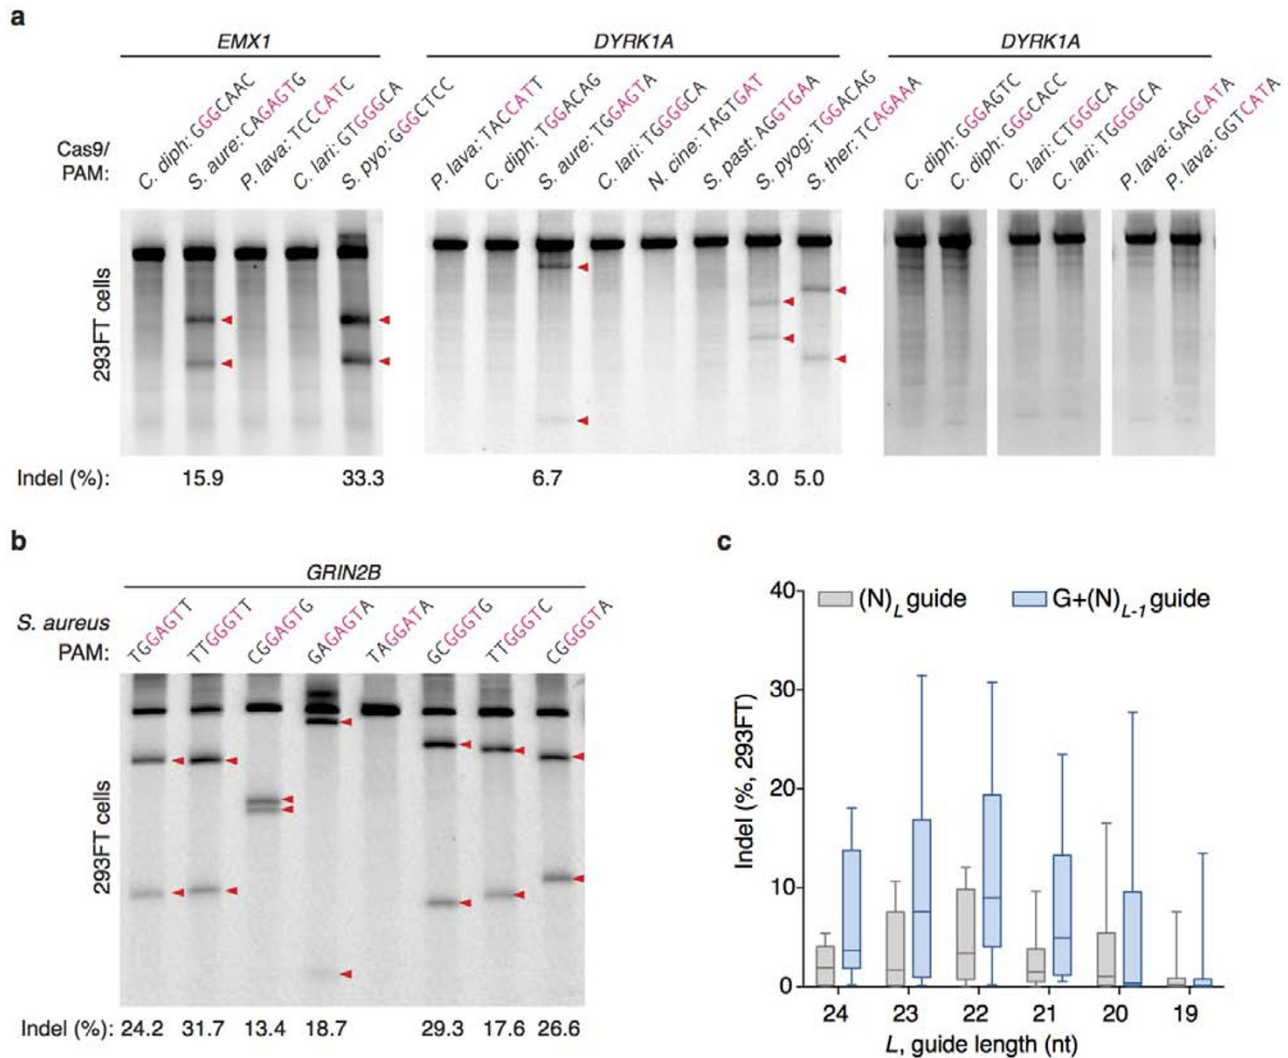 a
EMX1
DYRK1A
DYRK1A
Cas9/
PAM:
C. diph: GGGCAAC
S. aure: CAGAGTG
P. lava: TCCCATC
C. lari: GTGGGCA
S. pyo: GGGCTCC
P. lava: TACCATT
C. diph: TGGACAG
S. aure: TGGAGTA
C. lari: TGGGGCA
N. cine: TAGTGAT
S. past: AGGTGAA
S. pyog: TGGACAG
S. ther: TCAGAAA
C. diph: GGGAGTC
C. diph: GGGCACC
C. lari: CTGGGCA
C. lari: TGGGGCA
P. lava: GAGCATA
P. lava: GGTCATA
293FT cells
Indel (%):
15.9
33.3
6.7
3.0
5.0
b
GRIN2B
S. aureus
PAM:
TGGAGTT
TTGGGTT
CGGAGTG
GAGAGTA
TAGGATA
GCGGGTG
TTGGGTC
CGGGGTA
293FT cells
Indel (%):
24.2
31.7
13.4
18.7
29.3
17.6
26.6
c
(N)L guide
G+(N)L-1 guide
Indel (%, 293FT)
40
30
20
10
0
24
23
22
21
20
19
L, guide length (nt)